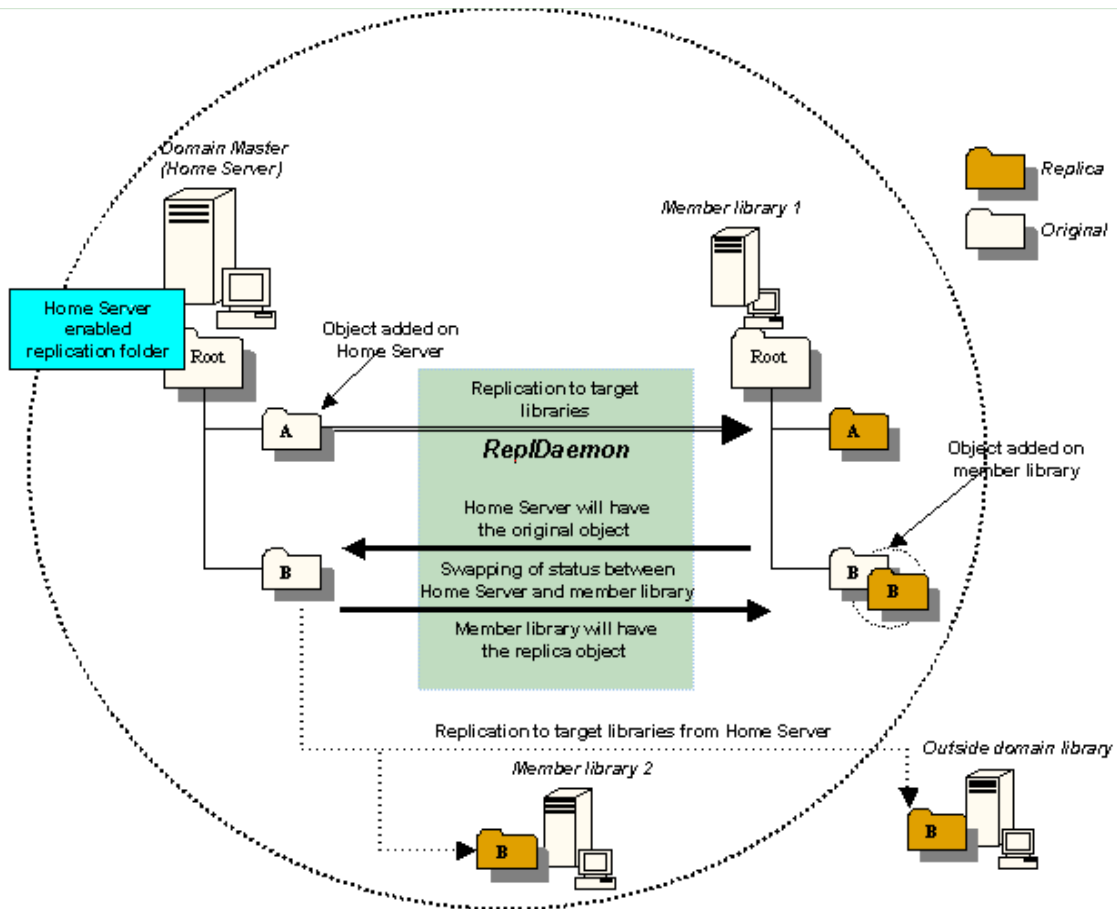 Domain Master
(Home Server)
Member library 1
Replica
Original
Home Server
enabled
replication folder
Root
Object added on
Home Server
Root
Replication to target
libraries
A
A
ReplDaemon
Object added on
member library
Home Server will have
the original object
B
B
B
Swapping of status between
Home Server and member library
Member library will have
the replica object
Replication to target libraries from Home Server
Member library 2
Outside domain library
B
B